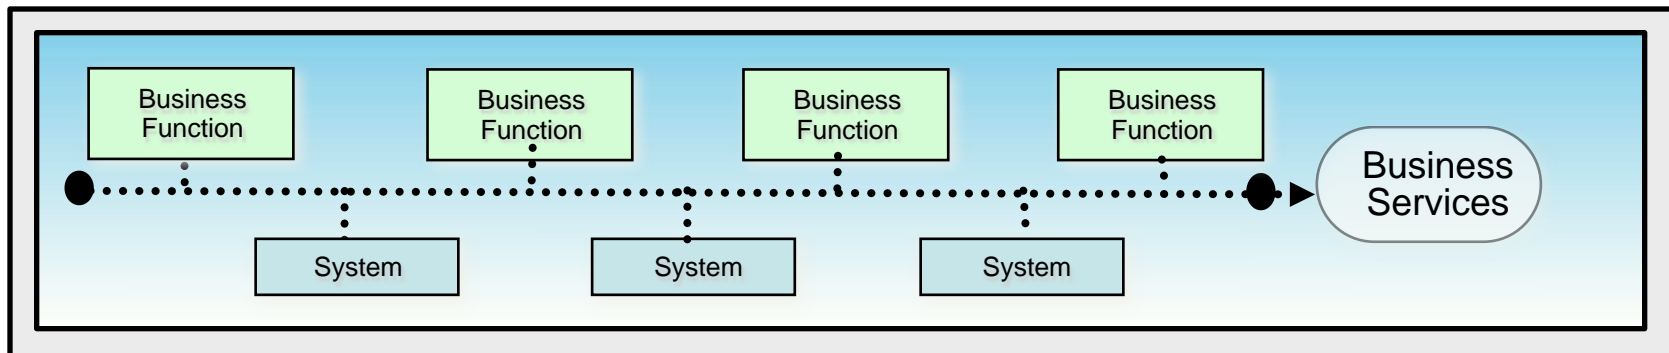 Business
Function
Business
Function
Business
Function
Business
Function
Business
Services
System
System
System